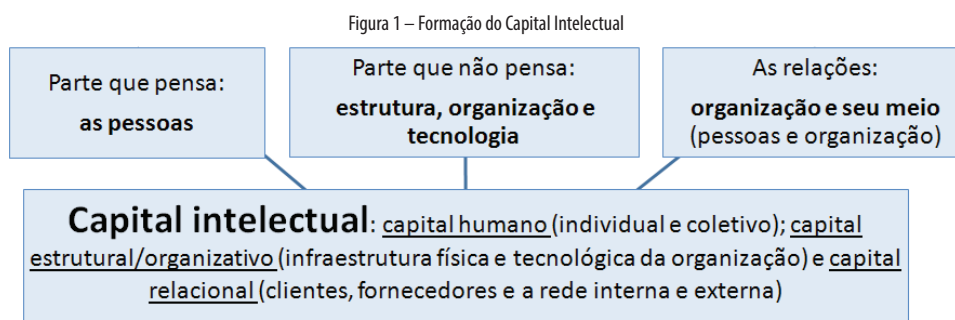 Figura 1 – Formação do Capital Intelectual
Parte que pensa:
as pessoas
Parte que não pensa:
estrutura, organização e
tecnologia
As relações:
organização e seu meio
(pessoas e organização)
Capital intelectual: capital humano (individual e coletivo); capital
estrutural/organizativo (infraestrutura física e tecnológica da organização) e capital
relacional (clientes, fornecedores e a rede interna e externa)